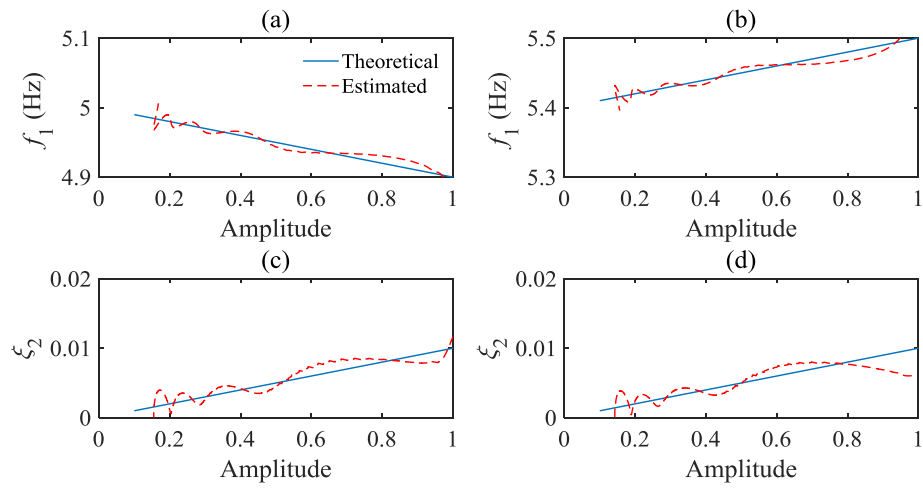 (a)
5.1
5
4.9
f₁ (Hz)
Theoretical
Estimated
0 0.2 0.4 0.6 0.8 1
Amplitude
(b)
5.5
5.4
5.3
f₁ (Hz)
0 0.2 0.4 0.6 0.8 1
Amplitude
(c)
0.02
0.01
0
ξ₂
0 0.2 0.4 0.6 0.8 1
Amplitude
(d)
0.02
0.01
0
ξ₂
0 0.2 0.4 0.6 0.8 1
Amplitude